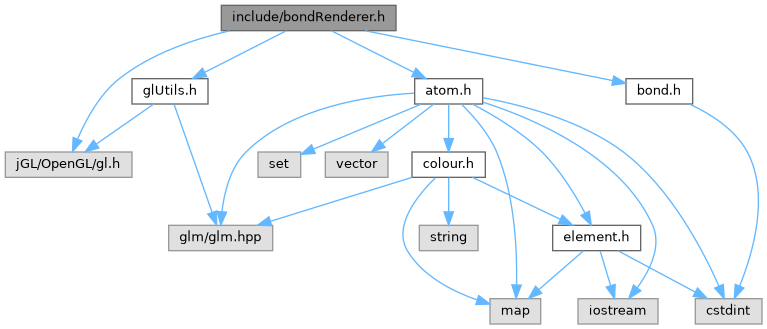 include/bondRenderer.h
glUtils.h
atom.h
bond.h
jGL/OpenGL/gl.h
set
vector
colour.h
glm/glm.hpp
string
element.h
map
iostream
cstdint